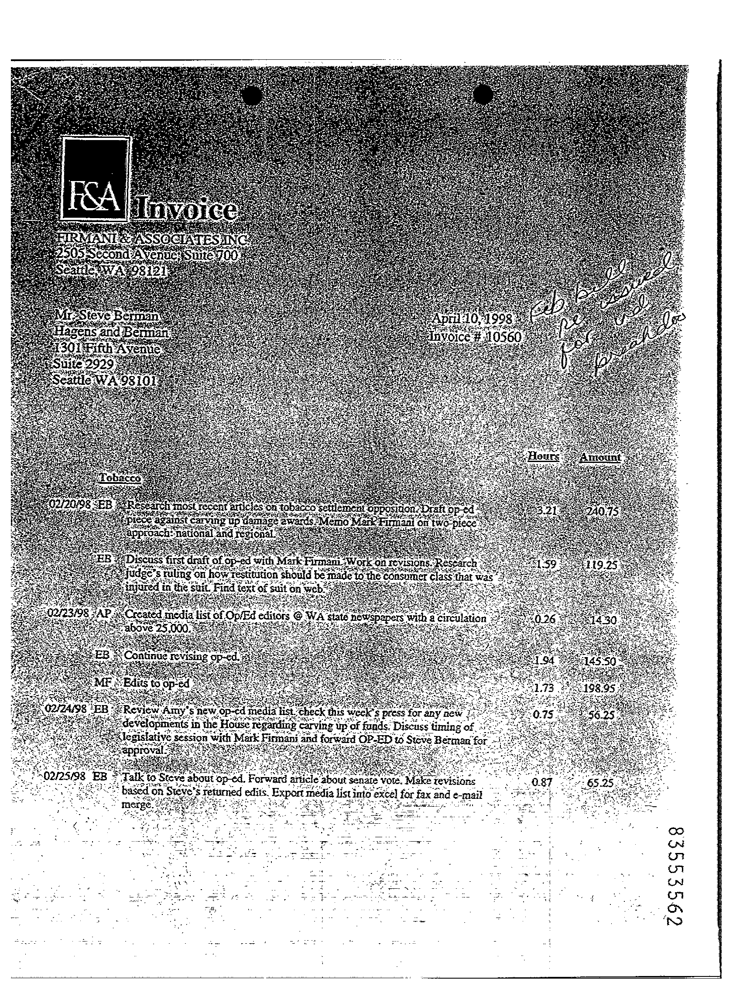 F&A Invoice
FIRMANI & ASSOCIATES INC.
2505 Second Avenue, Suite 700
Seattle, WA 98121
Mr. Steve Berman
Hagens and Berman
1301 Fifth Avenue
Suite 2929
Seattle WA 98101
April 10, 1998
Invoice # 10560
Feb bill
for
Hours Amount
Tobacco
02/20/98 EB Research most recent articles on tobacco settlement opposition. Draft op-ed 3.21 240.75
piece against carving up damage awards. Memo Mark Firmani on two-piece
approach: national and regional.
EB Discuss first draft of op-ed with Mark Firmani. Work on revisions. Research 1.59 119.25
judge's ruling on how restitution should be made to the consumer class that was
injured in the suit. Find text of suit on web.
02/23/98 AP Created media list of Op/Ed editors @ WA state newspapers with a circulation 0.26 14.30
above 25,000.
EB Continue revising op-ed. 1.94 145.50
MF Edits to op-ed 1.73 198.95
02/24/98 EB Review Amy's new op-ed media list, check this week's press for any new 0.75 56.25
developments in the House regarding carving up of funds. Discuss timing of
legislative session with Mark Firmani and forward OP-ED to Steve Berman for
approval.
02/25/98 EB Talk to Steve about op-ed. Forward article about senate vote. Make revisions 0.87 65.25
based on Steve's returned edits. Export media list into excel for fax and e-mail
merge.
83553562